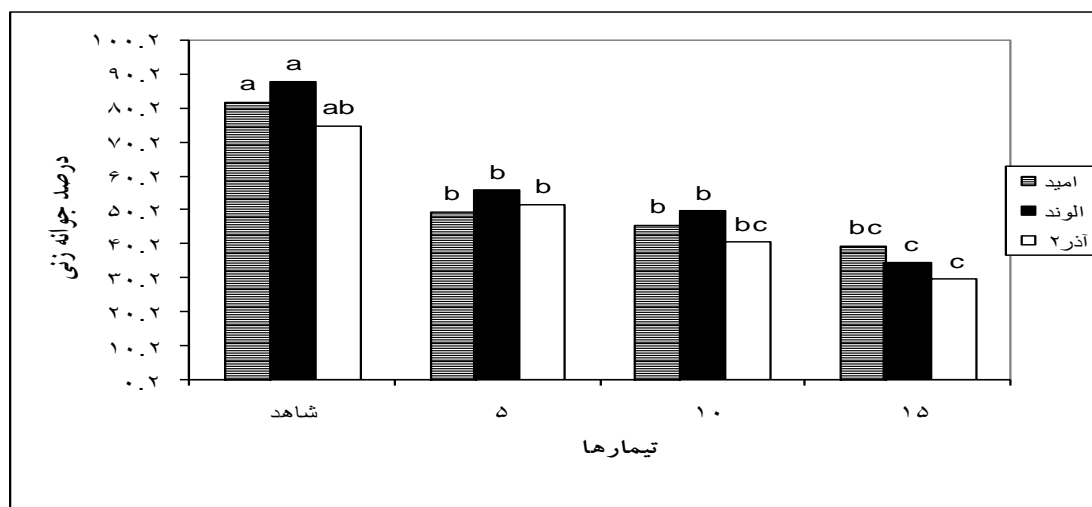 درصد جوانه زنی
۱۰۰.۲
۹۰.۲
۸۰.۲
۷۰.۲
۶۰.۲
۵۰.۲
۴۰.۲
۳۰.۲
۲۰.۲
۱۰.۲
۰.۲
a a ab
b b b
b b bc
bc c c
شاهد ۵ ۱۰ ۱۵
تیمارها
امید
الوند
آذر۲